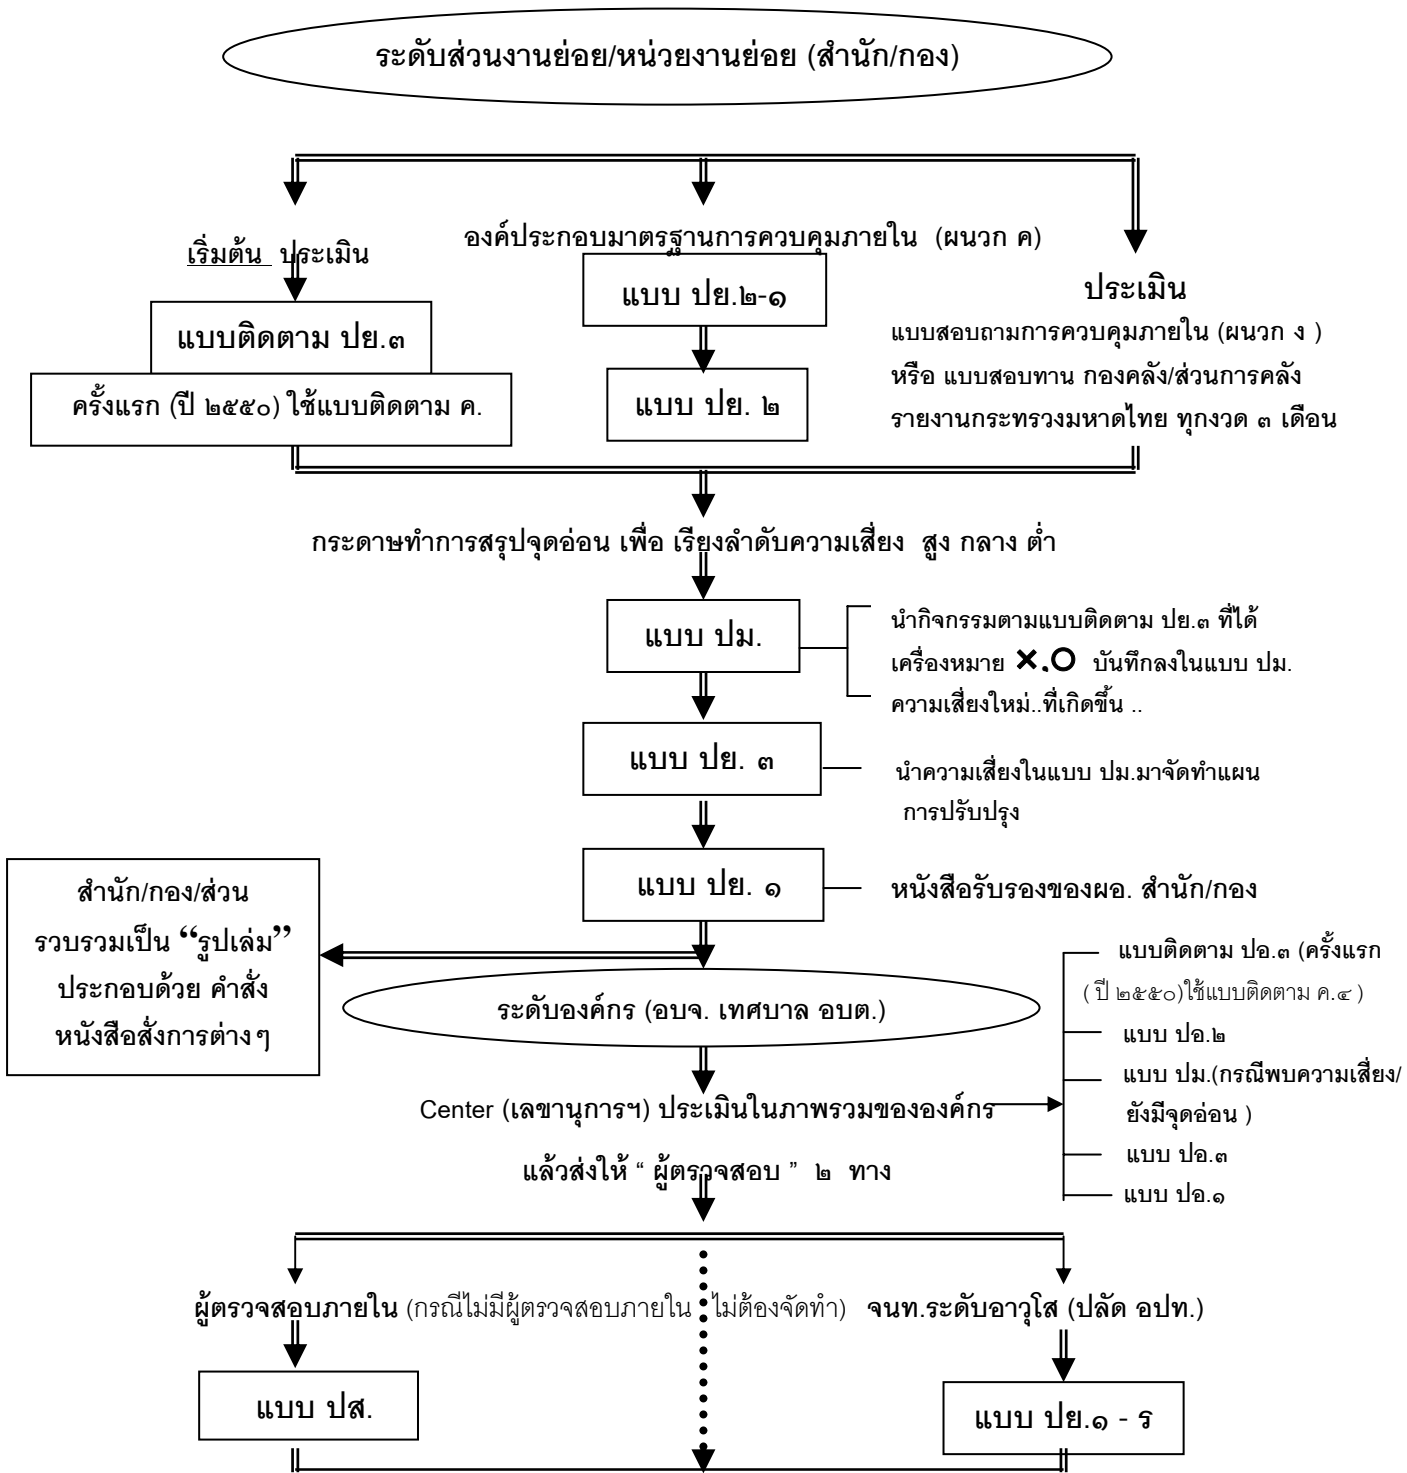 ระดับส่วนงานย่อย/หน่วยงานย่อย (สำนัก/กอง)
เริ่มต้น ประเมิน
แบบติดตาม ปย.๓
ครั้งแรก (ปี ๒๕๕๐) ใช้แบบติดตาม ค.
องค์ประกอบมาตรฐานการควบคุมภายใน (ผนวก ค)
แบบ ปย.๒-๑
แบบ ปย. ๒
ประเมิน
แบบสอบถามการควบคุมภายใน (ผนวก ง )
หรือ แบบสอบทาน กองคลัง/ส่วนการคลัง
รายงานกระทรวงมหาดไทย ทุกงวด ๓ เดือน
กระดาษทำการสรุปจุดอ่อน เพื่อ เรียงลำดับความเสี่ยง สูง กลาง ต่ำ
แบบ ปม.
นำกิจกรรมตามแบบติดตาม ปย.๓ ที่ได้
เครื่องหมาย ×,○ บันทึกลงในแบบ ปม.
ความเสี่ยงใหม่..ที่เกิดขึ้น ..
แบบ ปย. ๓
นำความเสี่ยงในแบบ ปม.มาจัดทำแผน
การปรับปรุง
แบบ ปย. ๑
หนังสือรับรองของผอ. สำนัก/กอง
สำนัก/กอง/ส่วน
รวบรวมเป็น “รูปเล่ม”
ประกอบด้วย คำสั่ง
หนังสือสั่งการต่างๆ
ระดับองค์กร (อบจ. เทศบาล อบต.)
Center (เลขานุการฯ) ประเมินในภาพรวมขององค์กร
แล้วส่งให้ “ ผู้ตรวจสอบ ” ๒ ทาง
แบบติดตาม ปอ.๓ (ครั้งแรก
( ปี ๒๕๕๐)ใช้แบบติดตาม ค.๔ )
แบบ ปอ.๒
แบบ ปม.(กรณีพบความเสี่ยง/
ยังมีจุดอ่อน )
แบบ ปอ.๓
แบบ ปอ.๑
ผู้ตรวจสอบภายใน (กรณีไม่มีผู้ตรวจสอบภายใน ไม่ต้องจัดทำ) จนท.ระดับอาวุโส (ปลัด อปท.)
แบบ ปส.
แบบ ปย.๑ - ร